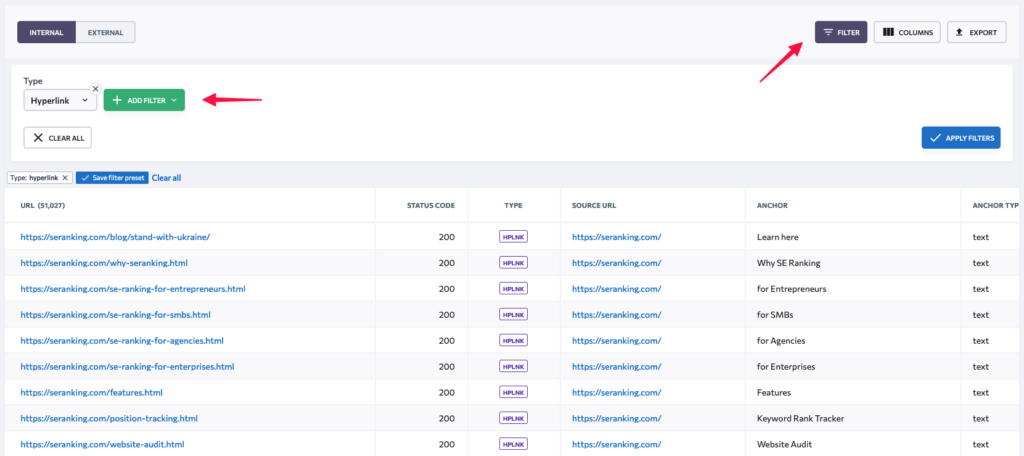 INTERNAL EXTERNAL FILTER COLUMNS EXPORT
Type
Hyperlink ADD FILTER
CLEAR ALL APPLY FILTERS
Type: hyperlink Save filter preset Clear all
URL (51,027) STATUS CODE TYPE SOURCE URL ANCHOR ANCHOR TYP
https://seranking.com/blog/stand-with-ukraine/ 200 HPLNK https://seranking.com/ Learn here text
https://seranking.com/why-seranking.html 200 HPLNK https://seranking.com/ Why SE Ranking text
https://seranking.com/se-ranking-for-entrepreneurs.html 200 HPLNK https://seranking.com/ for Entrepreneurs text
https://seranking.com/se-ranking-for-smbs.html 200 HPLNK https://seranking.com/ for SMBs text
https://seranking.com/se-ranking-for-agencies.html 200 HPLNK https://seranking.com/ for Agencies text
https://seranking.com/se-ranking-for-enterprises.html 200 HPLNK https://seranking.com/ for Enterprises text
https://seranking.com/features.html 200 HPLNK https://seranking.com/ Features text
https://seranking.com/position-tracking.html 200 HPLNK https://seranking.com/ Keyword Rank Tracker text
https://seranking.com/website-audit.html 200 HPLNK https://seranking.com/ Website Audit text